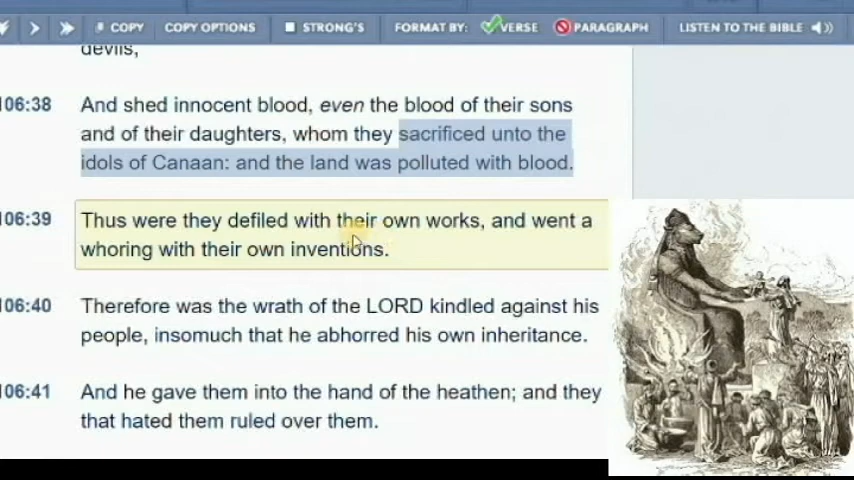 COPY COPY OPTIONS STRONG'S FORMAT BY: VERSE PARAGRAPH LISTEN TO THE BIBLE
devils,
106:38 And shed innocent blood, even the blood of their sons
and of their daughters, whom they sacrificed unto the
idols of Canaan: and the land was polluted with blood.
106:39 Thus were they defiled with their own works, and went a
whoring with their own inventions.
106:40 Therefore was the wrath of the LORD kindled against his
people, insomuch that he abhorred his own inheritance.
106:41 And he gave them into the hand of the heathen; and they
that hated them ruled over them.